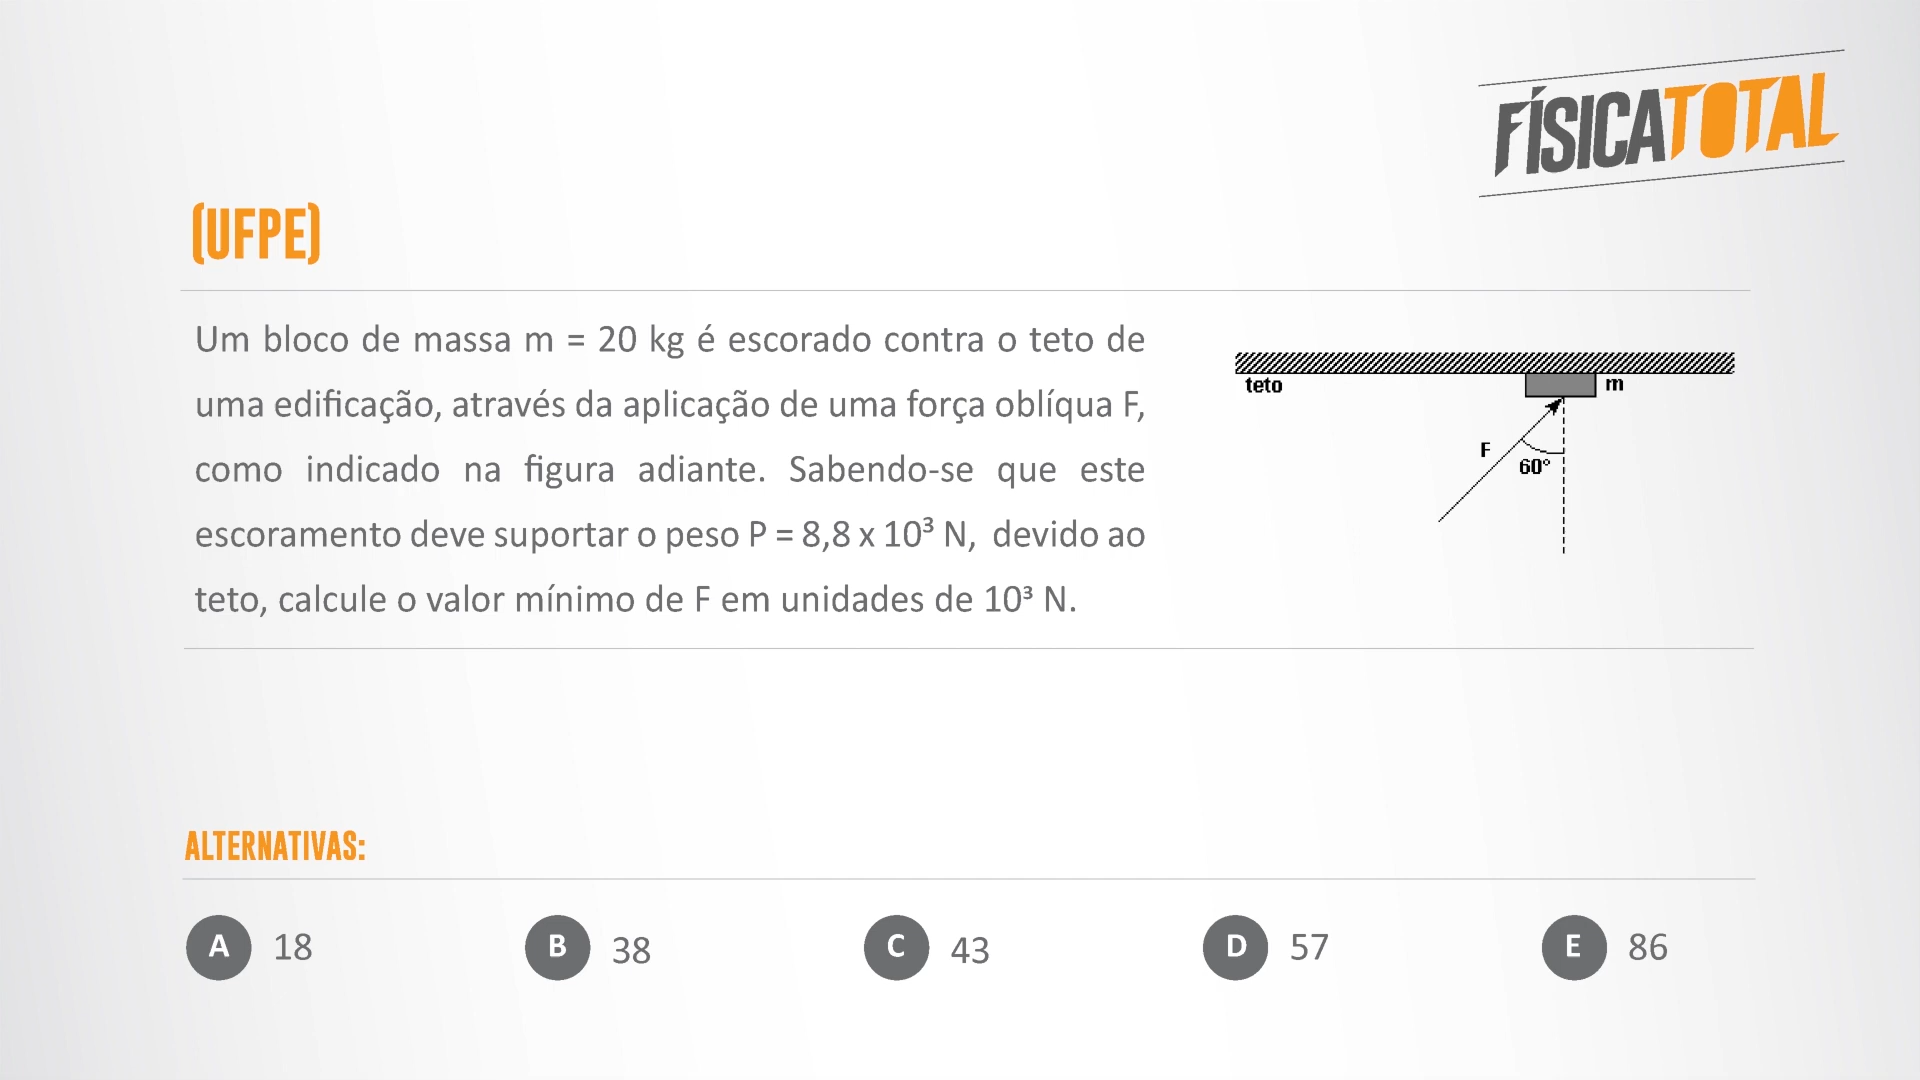 FÍSICATOTAL
(UFPE)
Um bloco de massa m = 20 kg é escorado contra o teto de
uma edificação, através da aplicação de uma força oblíqua F,
como indicado na figura adiante. Sabendo-se que este
escoramento deve suportar o peso P = 8,8 x 10³ N, devido ao
teto, calcule o valor mínimo de F em unidades de 10³ N.
teto
m
F
60°
ALTERNATIVAS:
A 18
B 38
C 43
D 57
E 86